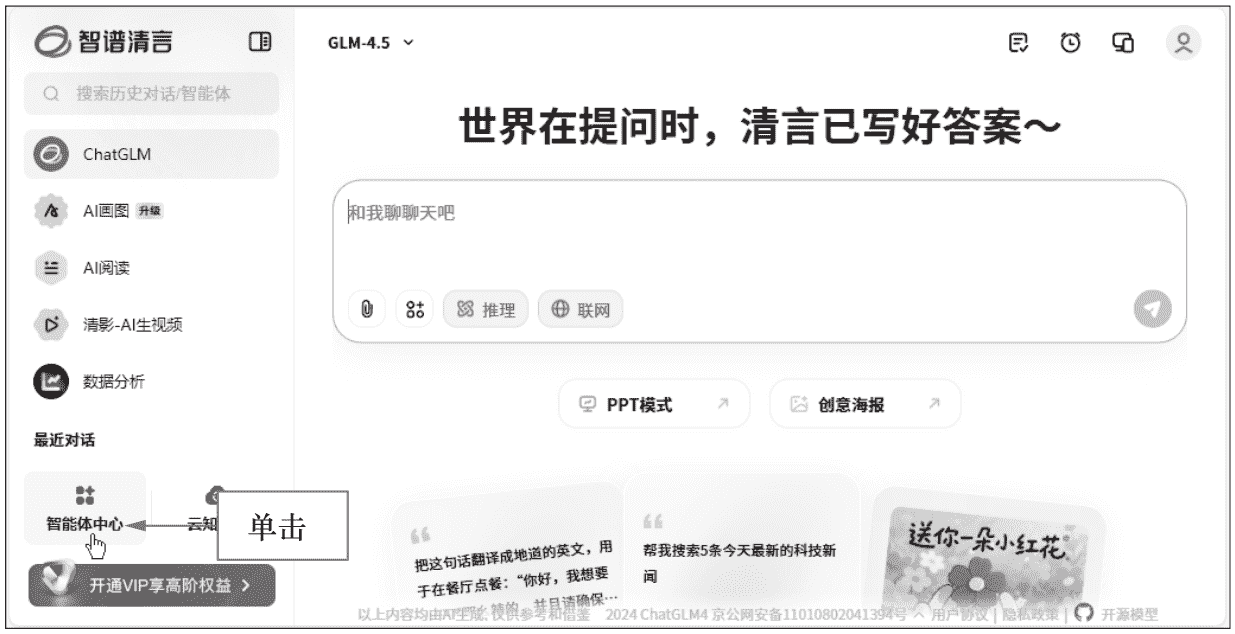 智谱清言
搜索历史对话/智能体
ChatGLM
AI画图 升级
AI阅读
清影-AI生视频
数据分析
最近对话
智能体中心
云知
单击
开通VIP享高阶权益
GLM-4.5
世界在提问时，清言已写好答案～
和我聊聊天吧
推理
联网
PPT模式
创意海报
把这句话翻译成地道的英文，用
于在餐厅点餐：“你好，我想要
并且请确保…
帮我搜索5条今天最新的科技新
闻
送你一朵小红花
以上内容均由AI生成, 仅供参考和借鉴 2024 ChatGLM4 京公网安备11010802041394号 用户协议 | 隐私政策 | 开源模型